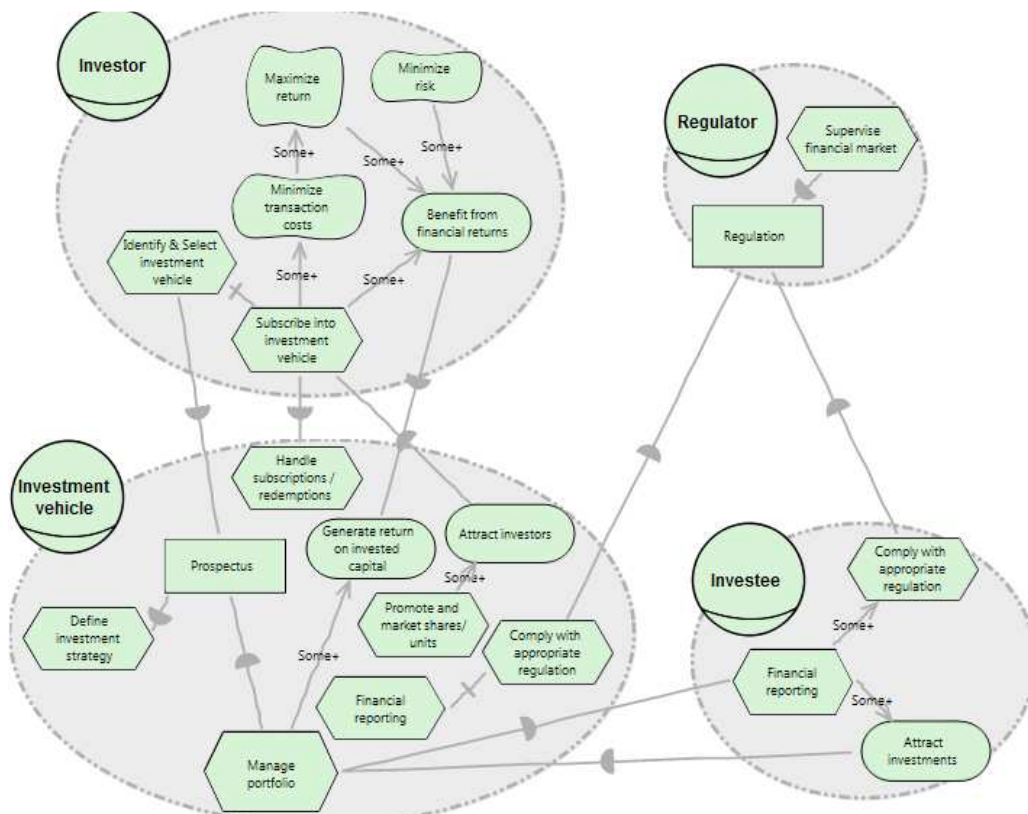 Investor
Maximize
return
Minimize
risk
Some+
Some+
Some+
Minimize
transaction
costs
Benefit from
financial returns
Identify & Select
investment
vehicle
Some+
Some+
Subscribe into
investment
vehicle
Regulator
Supervise
financial market
Regulation
Investment
vehicle
Handle
subscriptions /
redemptions
Generate return
on invested
capital
Attract investors
Prospectus
Some+
Define
investment
strategy
Promote and
market shares/
units
Comply with
appropriate
regulation
Some+
Financial
reporting
Manage
portfolio
Investee
Comply with
appropriate
regulation
Some+
Financial
reporting
Some+
Attract
investments